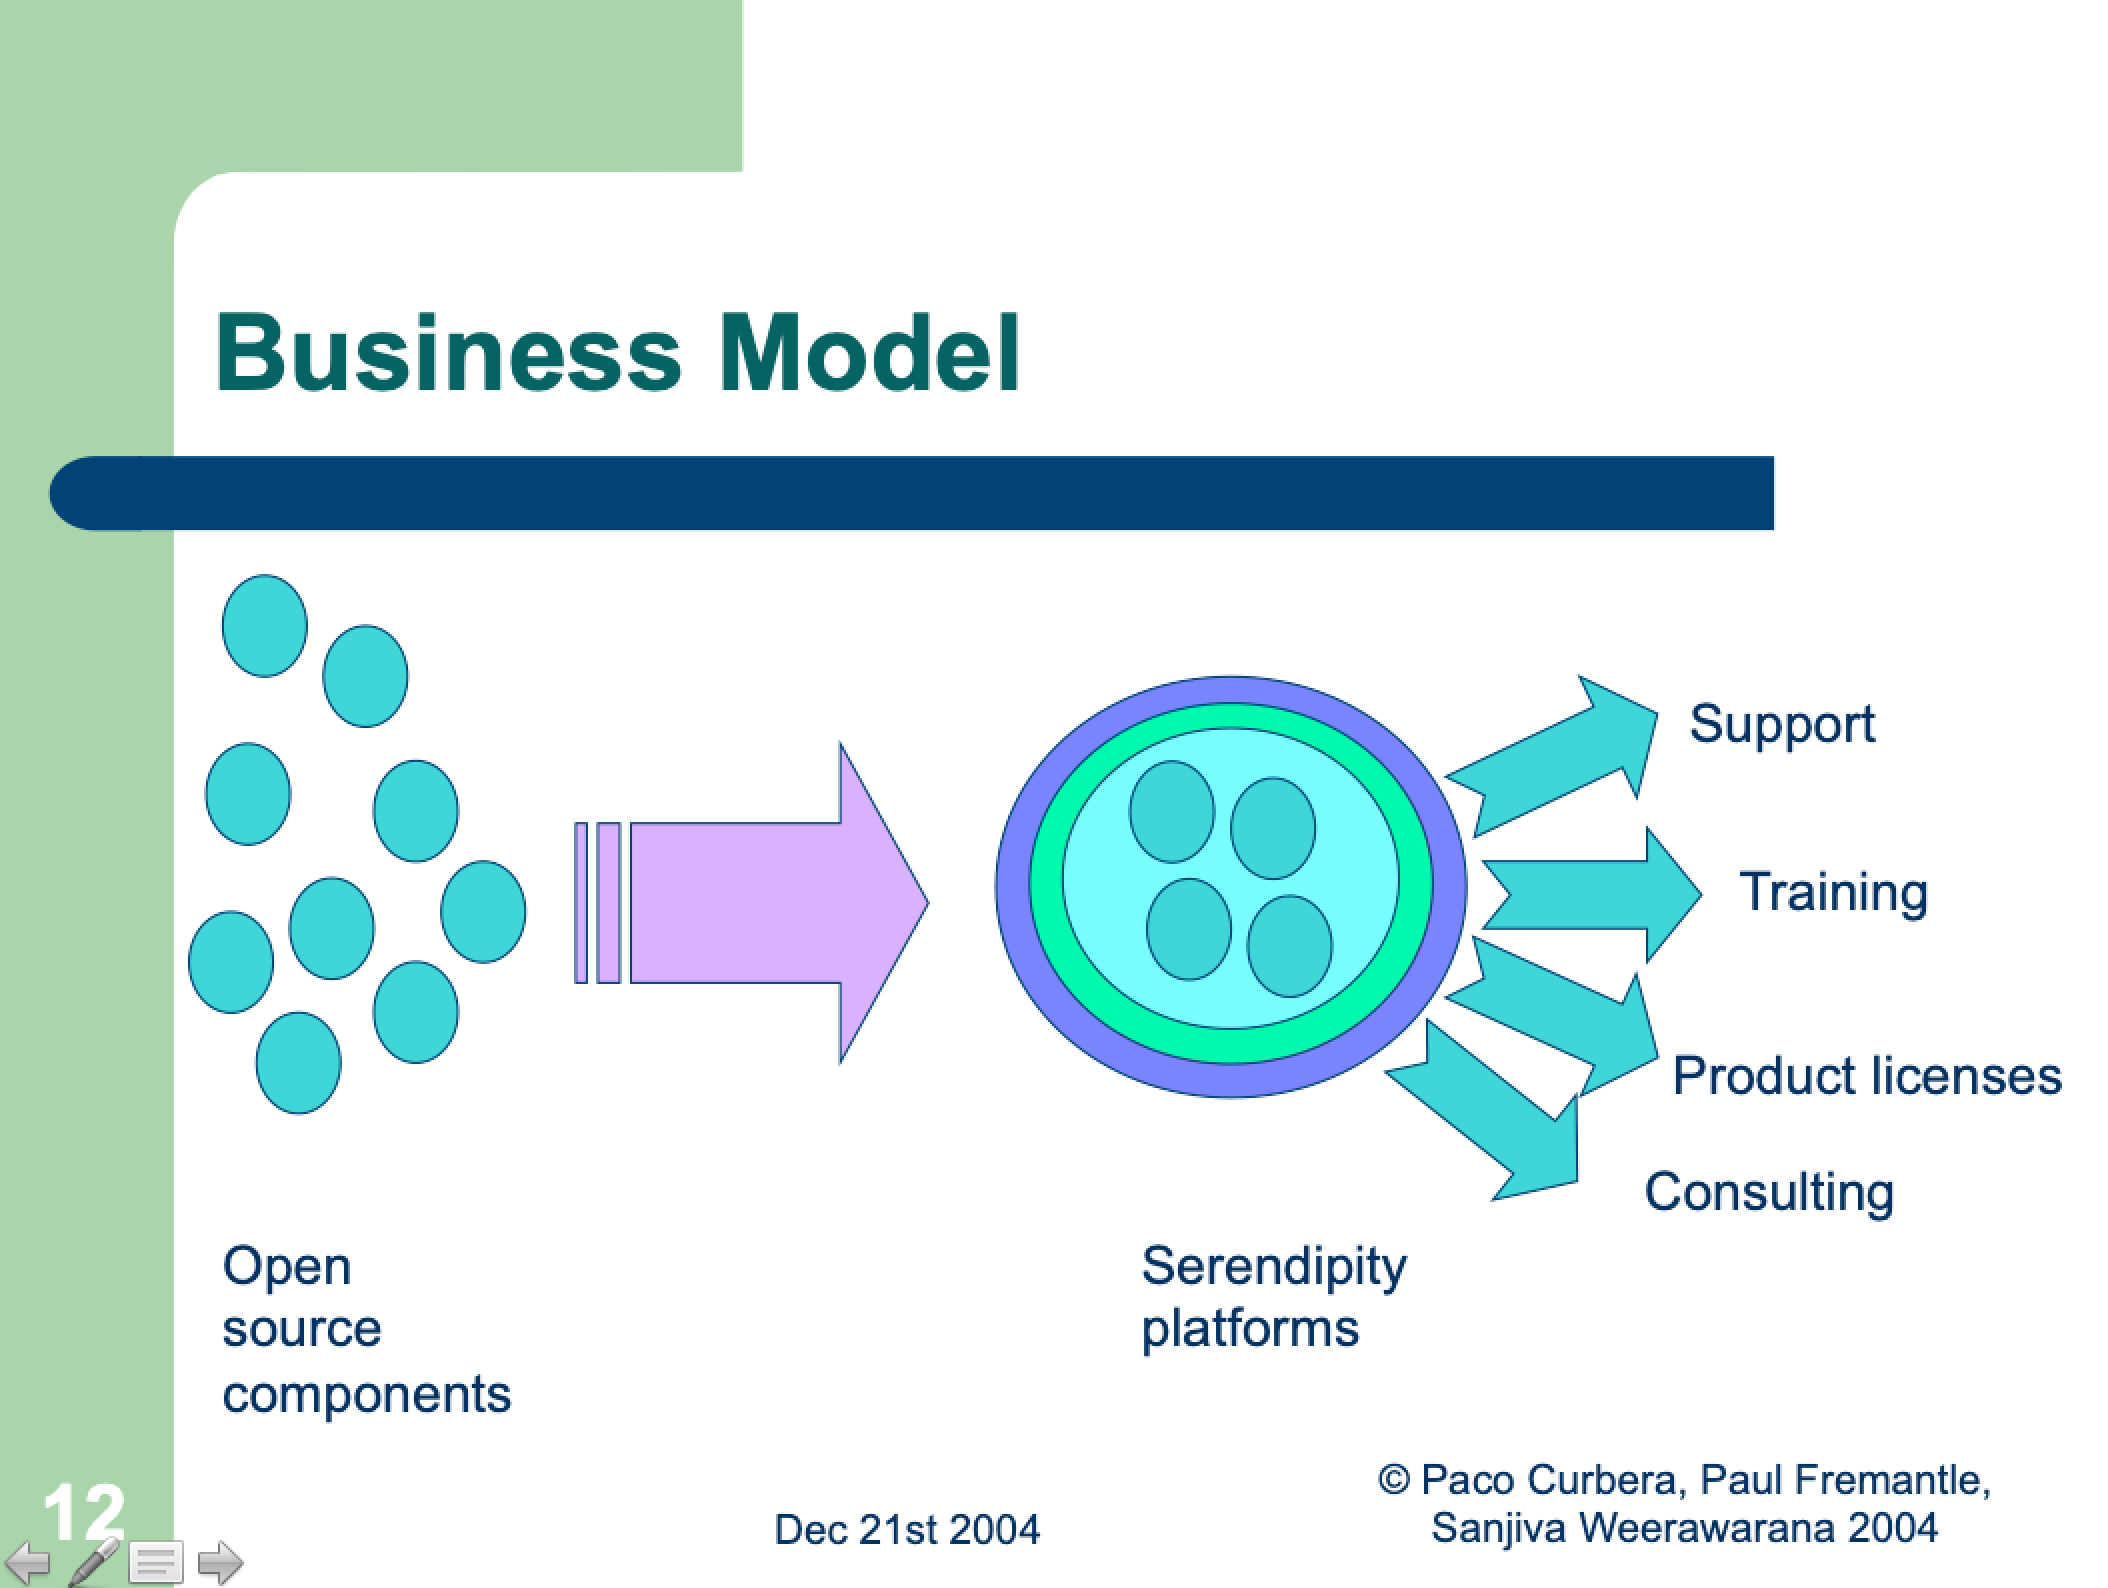 Business Model
Support
Training
Product licenses
Consulting
Open
source
components
Serendipity
platforms
12
Dec 21st 2004
© Paco Curbera, Paul Fremantle,
Sanjiva Weerawarana 2004